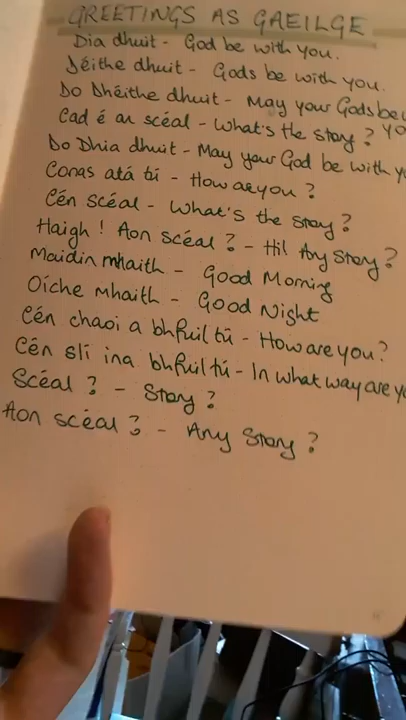 GREETINGS AS GAEILGE
Dia dhuit - God be with you.
Déithe dhuit - Gods be with you.
Do Dhéithe dhuit - May your Gods be
Cad é an scéal - What's the story?
Do Dhia dhuit - May your God be with
Conas atá tú - How are you?
Cén scéal - What's the story?
Haigh! Aon scéal? - Hi! Any Story?
Maidin mhaith - Good Morning
Oíche mhaith - Good Night
Cén chaoi a bhfuil tú - How are you?
Cén slí ina bhfuil tú - In what way are
Scéal? - Story?
Aon scéal? - Any Story?